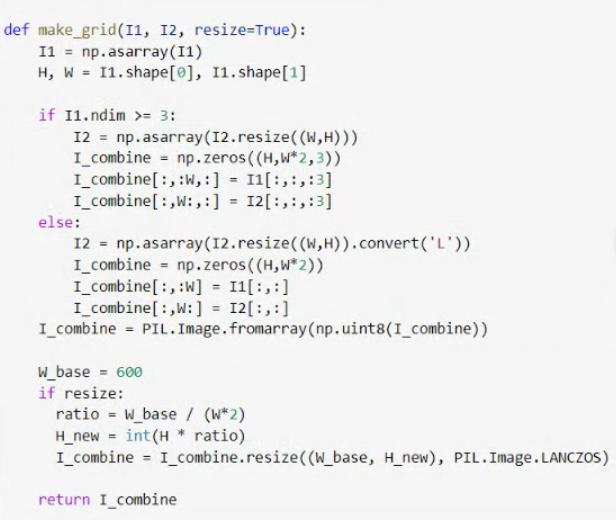 def make_grid(I1, I2, resize=True):
    I1 = np.asarray(I1)
    H, W = I1.shape[0], I1.shape[1]

    if I1.ndim >= 3:
        I2 = np.asarray(I2.resize((W,H)))
        I_combine = np.zeros((H,W*2,3))
        I_combine[:,:W,:] = I1[:,:,:3]
        I_combine[:,W:,:] = I2[:,:,:3]
    else:
        I2 = np.asarray(I2.resize((W,H)).convert('L'))
        I_combine = np.zeros((H,W*2))
        I_combine[:,:W] = I1[:,:]
        I_combine[:,W:] = I2[:,:]
    I_combine = PIL.Image.fromarray(np.uint8(I_combine))

    W_base = 600
    if resize:
      ratio = W_base / (W*2)
      H_new = int(H * ratio)
      I_combine = I_combine.resize((W_base, H_new), PIL.Image.LANCZOS)

    return I_combine